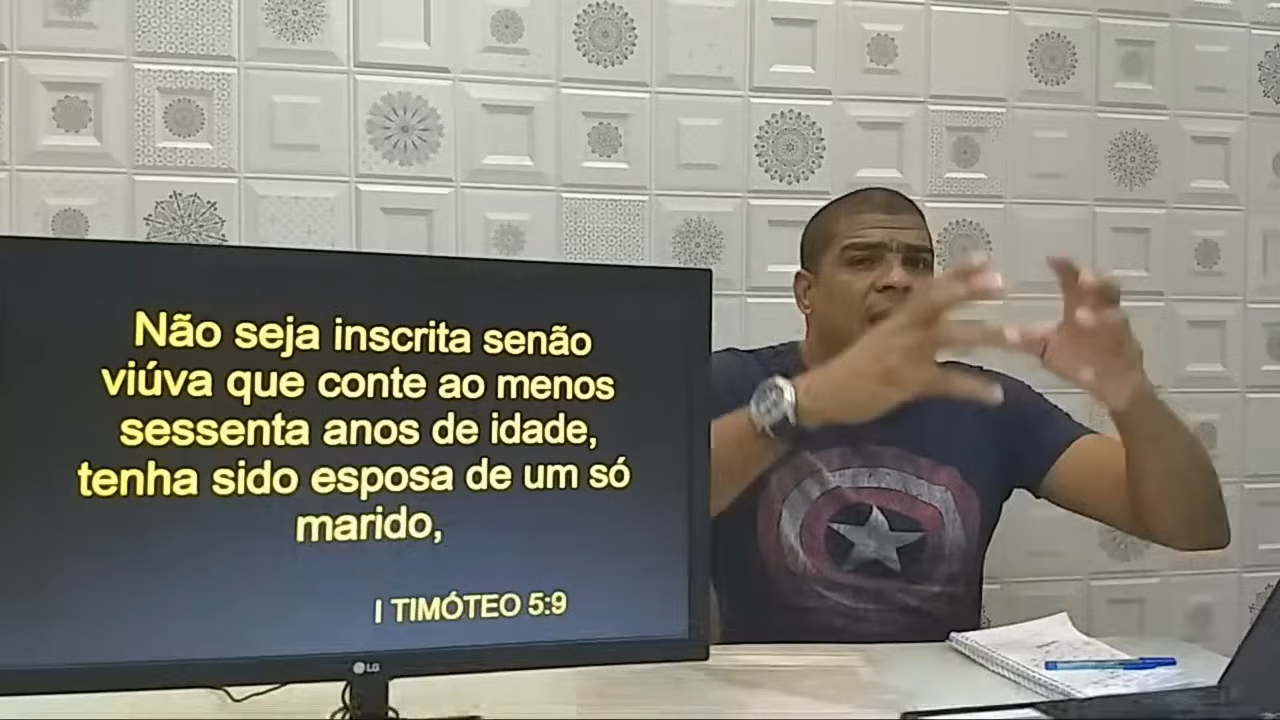 Não seja inscrita senão
viúva que conte ao menos
sessenta anos de idade,
tenha sido esposa de um só
marido,
I TIMÓTEO 5:9
LG